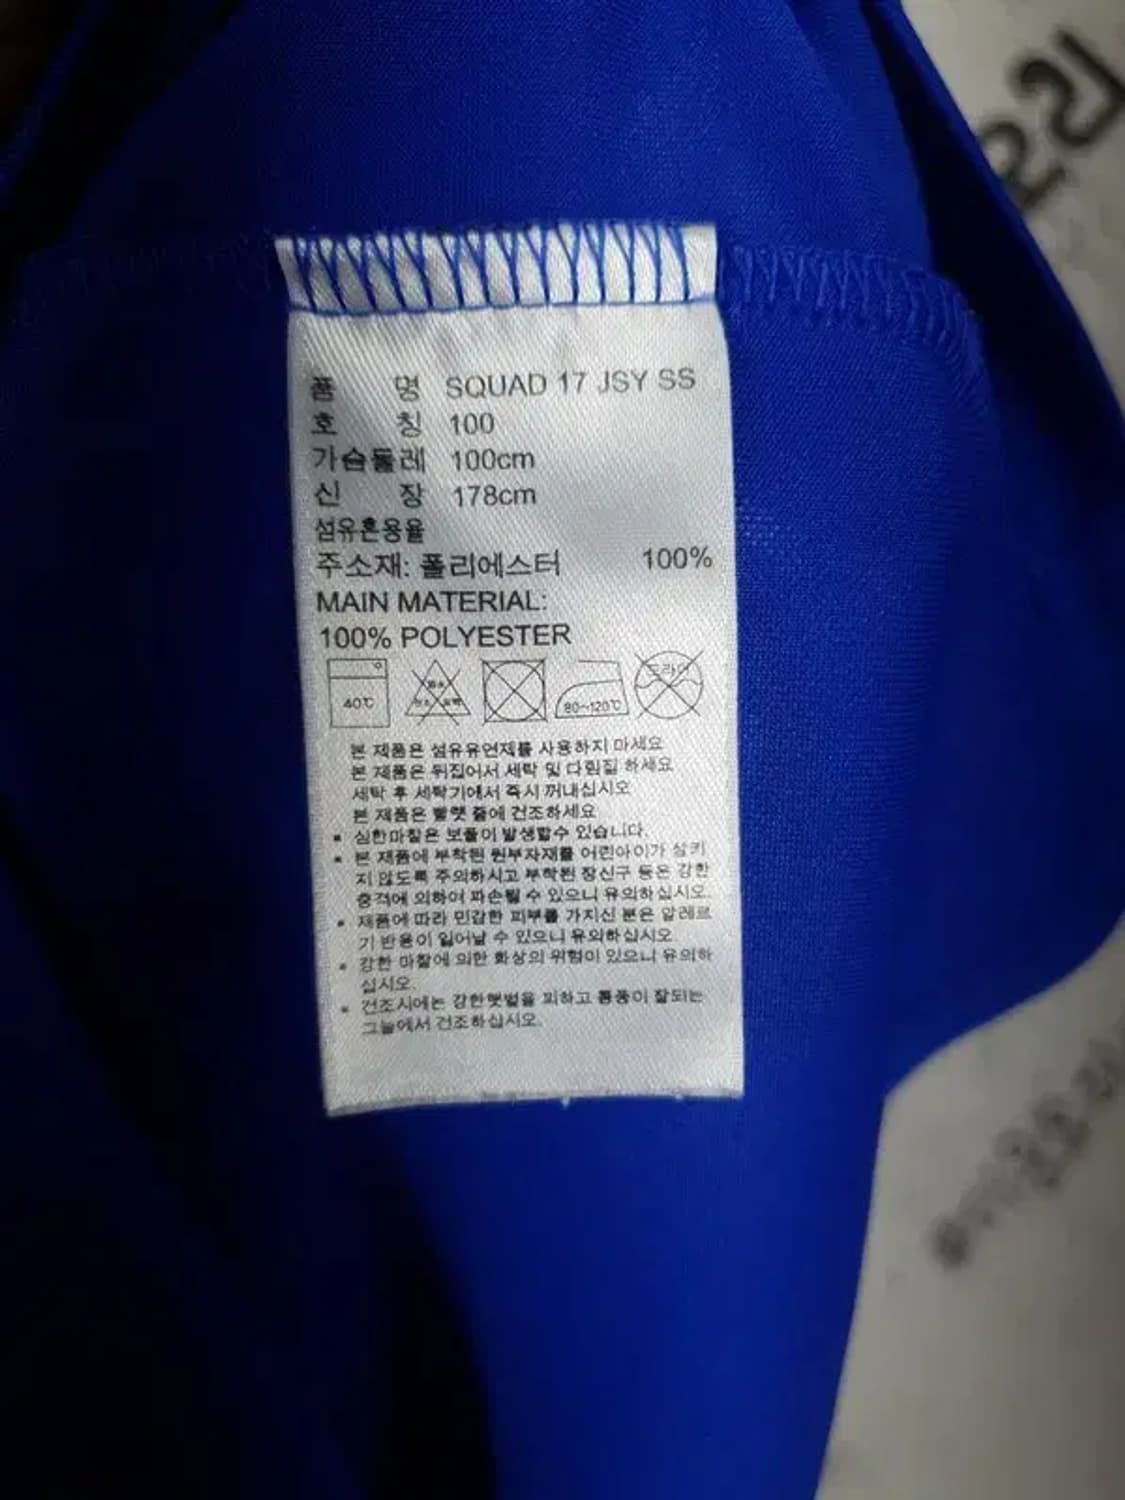 품 명 SQUAD 17 JSY SS
호 칭 100
가슴둘레 100cm
신 장 178cm
섬유혼용율
주소재: 폴리에스터 100%
MAIN MATERIAL:
100% POLYESTER
40℃ 80~120℃ 드라이
본 제품은 섬유유연제를 사용하지 마세요
본 제품은 뒤집어서 세탁 및 다림질 하세요
세탁 후 세탁기에서 즉시 꺼내십시오
본 제품은 빨랫 줄에 건조하세요
• 심한마찰은 보풀이 발생할수 있습니다.
• 본 제품에 부착된 원부자재를 어린아이가 삼키
지 않도록 주의하시고 부착된 장신구 등은 강한
충격에 의하여 파손될 수 있으니 유의하십시오.
• 제품에 따라 민감한 피부를 가지신 분은 알레르
기 반응이 일어날 수 있으니 유의하십시오
• 강한 마찰에 의한 화상의 위험이 있으니 유의하
십시오.
• 건조시에는 강한햇볕을 피하고 통풍이 잘되는
그늘에서 건조하십시오.